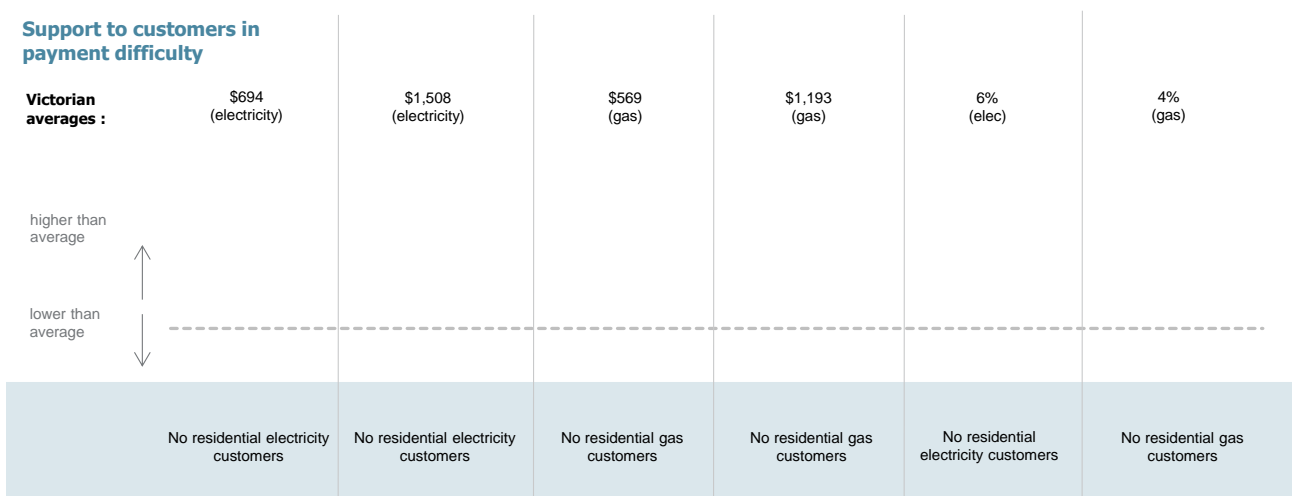 Support to customers in
payment difficulty
Victorian
averages :
$694
(electricity)
$1,508
(electricity)
$569
(gas)
$1,193
(gas)
6%
(elec)
4%
(gas)
higher than
average
lower than
average
No residential electricity
customers
No residential electricity
customers
No residential gas
customers
No residential gas
customers
No residential
electricity customers
No residential gas
customers